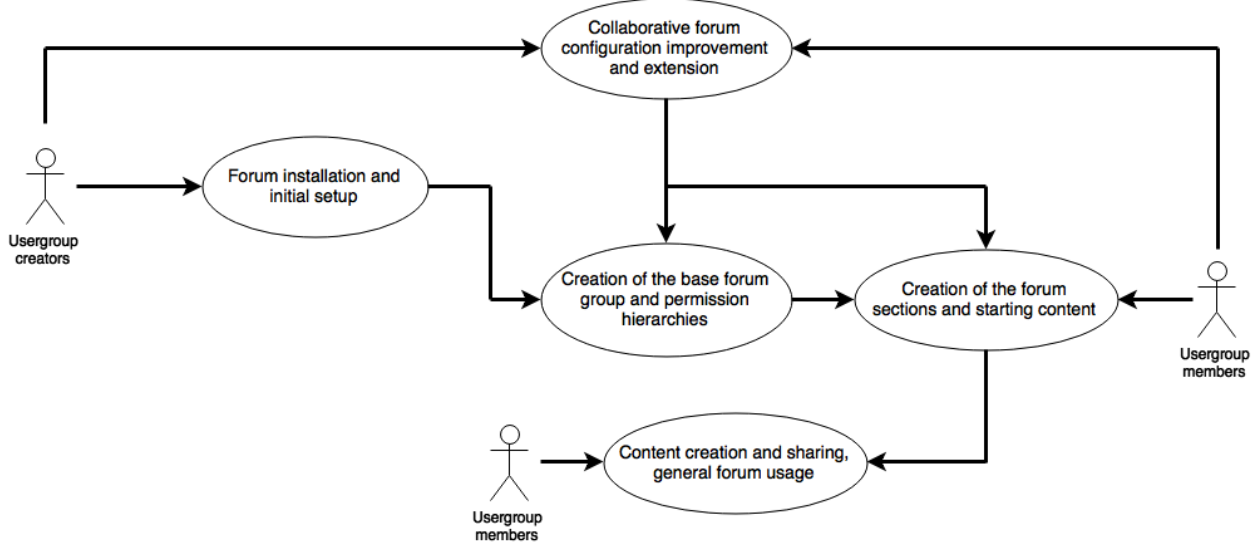 Collaborative forum
configuration improvement
and extension
Forum installation and
initial setup
Usergroup
creators
Creation of the base forum
group and permission
hierarchies
Creation of the forum
sections and starting content
Usergroup
members
Content creation and sharing,
general forum usage
Usergroup
members